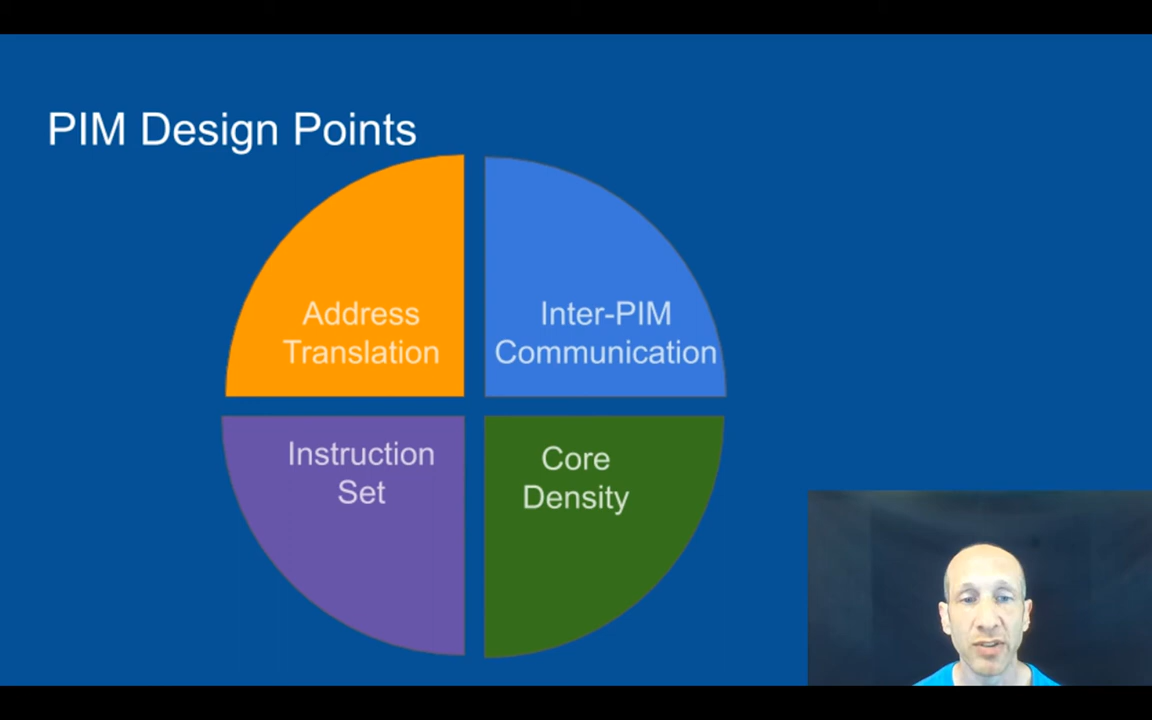 PIM Design Points
Address
Translation
Inter-PIM
Communication
Instruction
Set
Core
Density